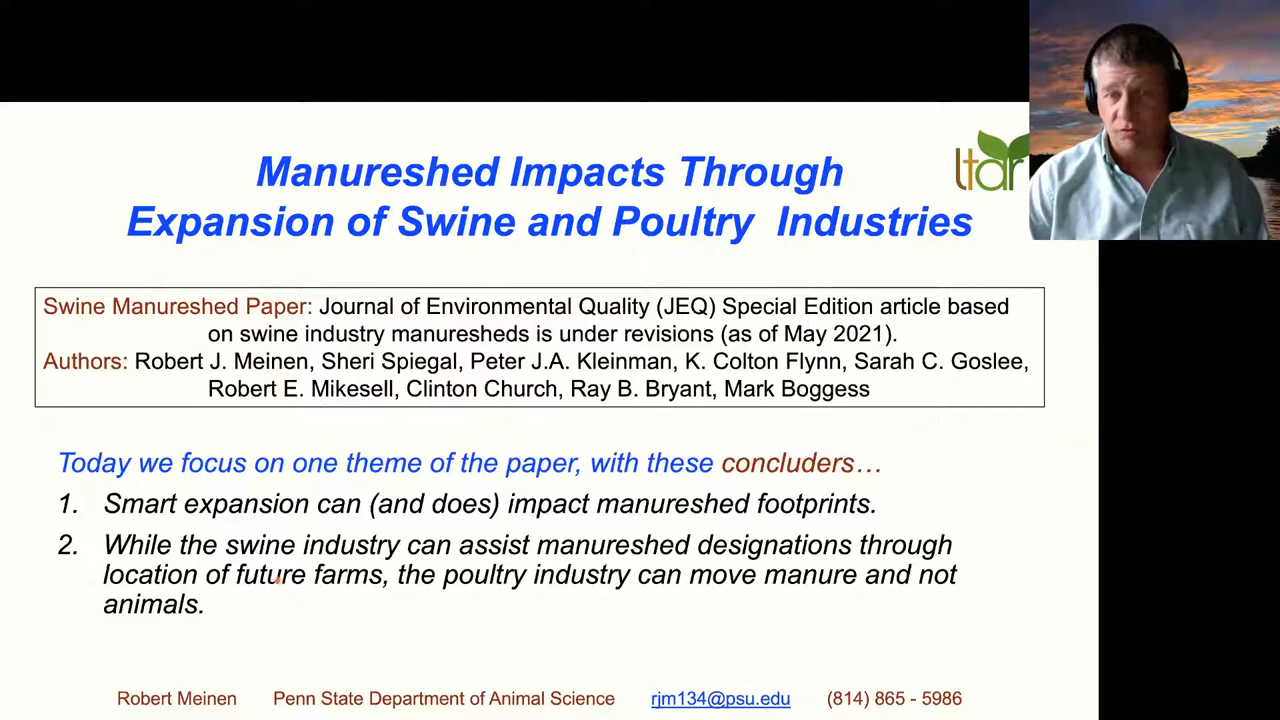 Manureshed Impacts Through
Expansion of Swine and Poultry Industries
ltar
Swine Manureshed Paper: Journal of Environmental Quality (JEQ) Special Edition article based
on swine industry manuresheds is under revisions (as of May 2021).
Authors: Robert J. Meinen, Sheri Spiegal, Peter J.A. Kleinman, K. Colton Flynn, Sarah C. Goslee,
Robert E. Mikesell, Clinton Church, Ray B. Bryant, Mark Boggess
Today we focus on one theme of the paper, with these concluders…
1. Smart expansion can (and does) impact manureshed footprints.
2. While the swine industry can assist manureshed designations through
location of future farms, the poultry industry can move manure and not
animals.
Robert Meinen Penn State Department of Animal Science rjm134@psu.edu (814) 865 - 5986